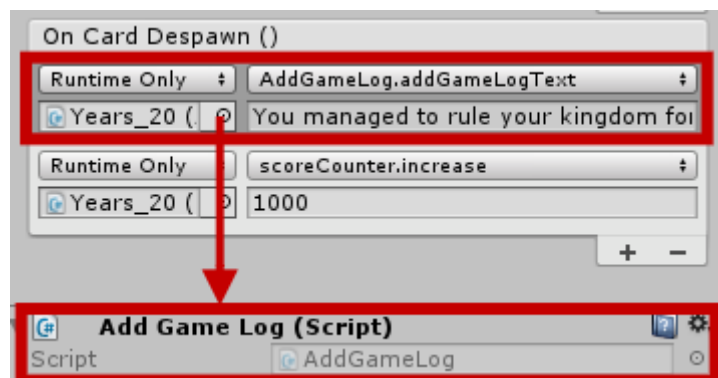 On Card Despawn ()
Runtime Only AddGameLog.addGameLogText
Years_20 (. You managed to rule your kingdom for
Runtime Only scoreCounter.increase
Years_20 ( 1000
+ −
Add Game Log (Script)
Script AddGameLog